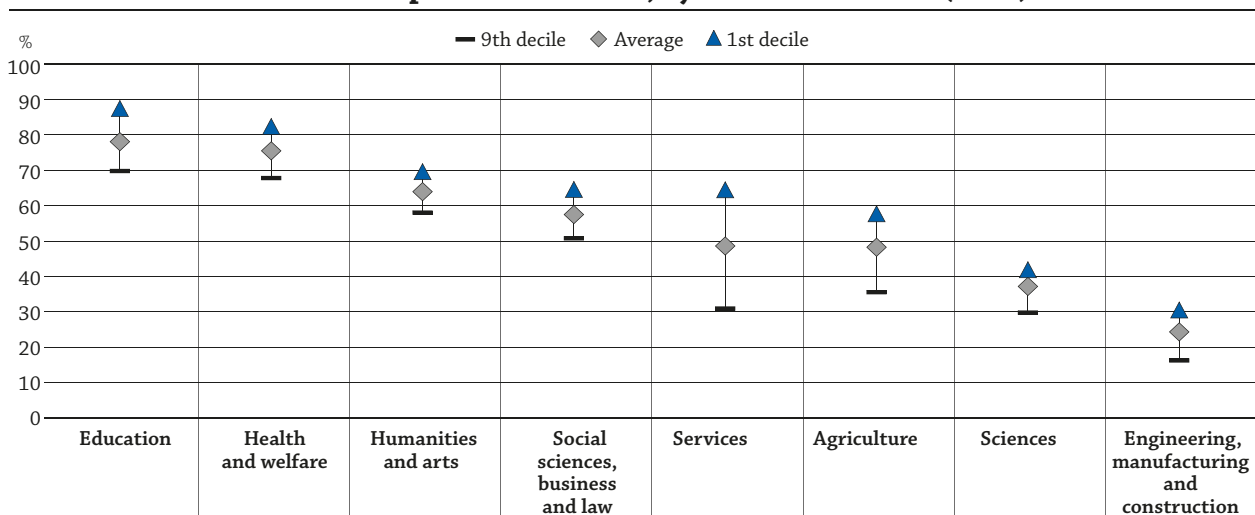 %
9th decile Average 1st decile
100
90
80
70
60
50
40
30
20
10
0
Education
Health
and welfare
Humanities
and arts
Social
sciences,
business
and law
Services
Agriculture
Sciences
Engineering,
manufacturing
and
construction